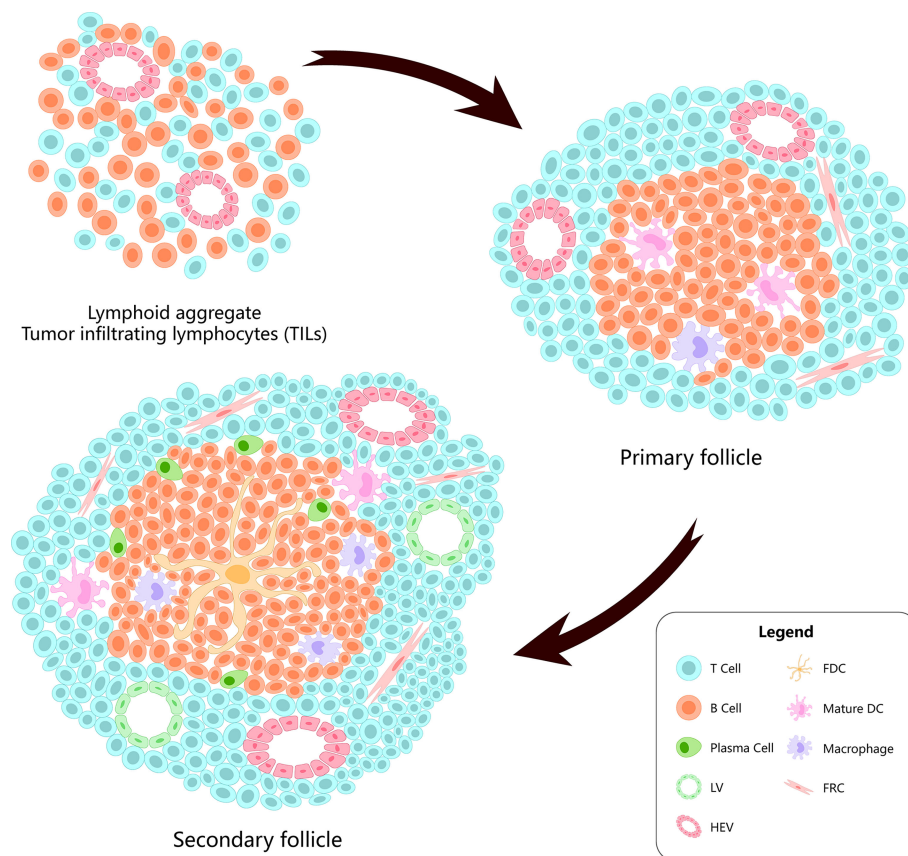 Lymphoid aggregate
Tumor infiltrating lymphocytes (TILs)
Primary follicle
Secondary follicle
Legend
T Cell
FDC
B Cell
Mature DC
Plasma Cell
Macrophage
LV
FRC
HEV